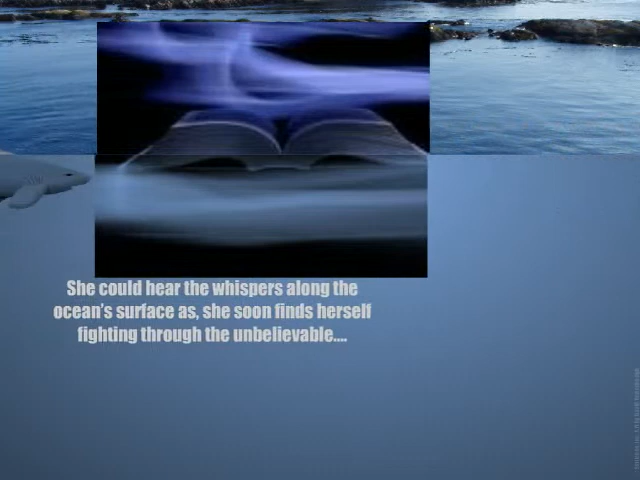 She could hear the whispers along the
ocean's surface as, she soon finds herself
fighting through the unbelievable....